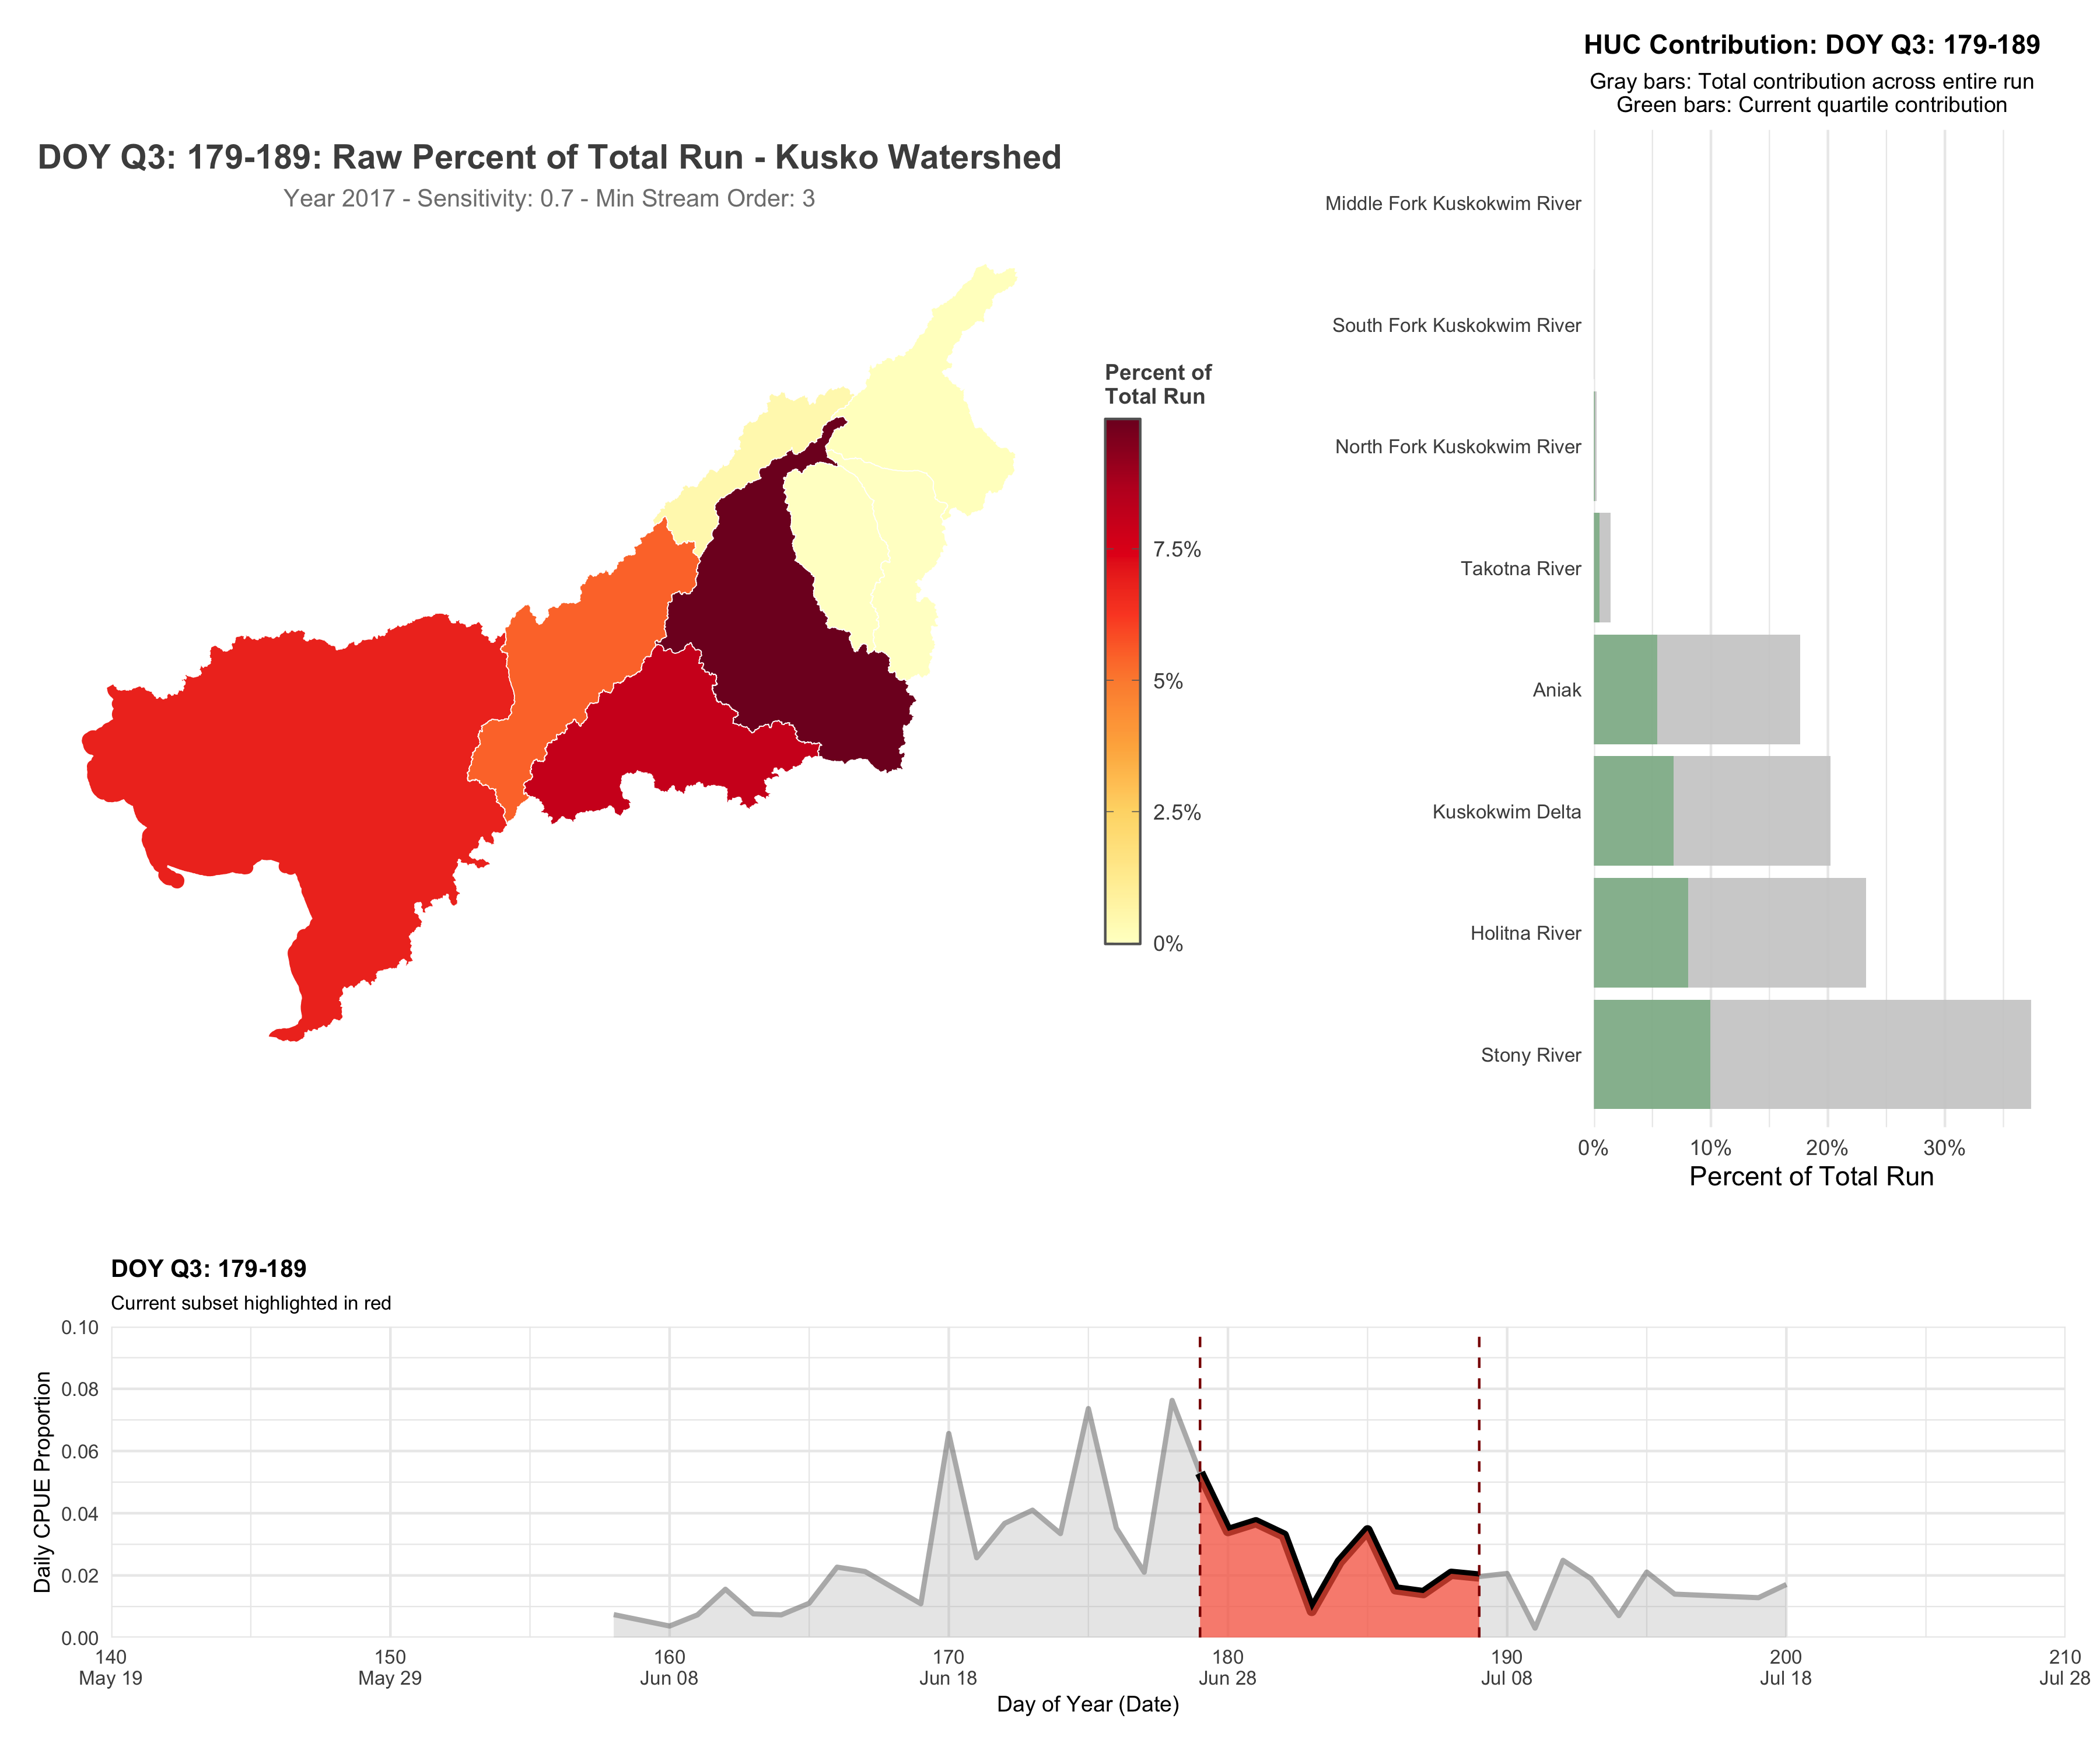 HUC Contribution: DOY Q3: 179-189
Gray bars: Total contribution across entire run
Green bars: Current quartile contribution
DOY Q3: 179-189: Raw Percent of Total Run - Kusko Watershed
Year 2017 - Sensitivity: 0.7 - Min Stream Order: 3
Percent of
Total Run
7.5%
5%
2.5%
0%
Middle Fork Kuskokwim River
South Fork Kuskokwim River
North Fork Kuskokwim River
Takotna River
Aniak
Kuskokwim Delta
Holitna River
Stony River
0% 10% 20% 30%
Percent of Total Run
DOY Q3: 179-189
Current subset highlighted in red
Daily CPUE Proportion
0.10
0.08
0.06
0.04
0.02
0.00
140 150 160 170 180 190 200 210
May 19 May 29 Jun 08 Jun 18 Jun 28 Jul 08 Jul 18 Jul 28
Day of Year (Date)